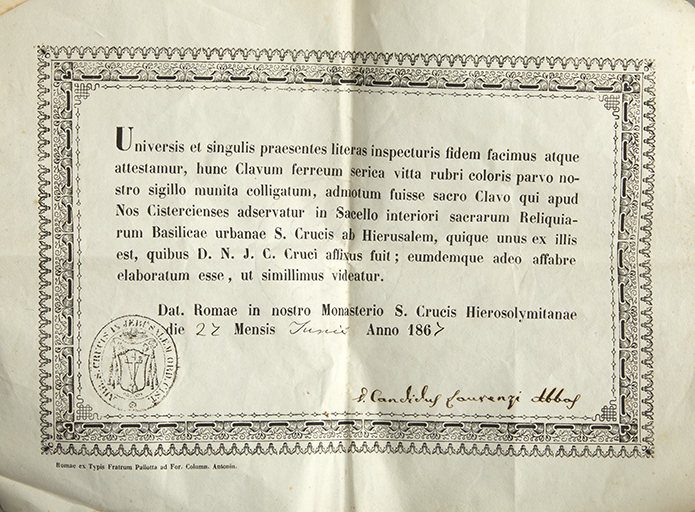 Universis et singulis praesentes literas inspecturis fidem facimus atque
attestamur, hunc Clavum ferreum serica vitta rubri coloris parvo no-
stro sigillo munita colligatum, admotum fuisse sacro Clavo qui apud
Nos Cistercienses adservatur in Sacello interiori sacrarum Reliquia-
rum Basilicae urbanae S. Crucis ab Hierusalem, quique unus ex illis
est, quibus D. N. J. C. Cruci affixus fuit; eumdemque adeo affabre
elaboratum esse, ut simillimus videatur.
Dat. Romae in nostro Monasterio S. Crucis Hierosolymitanae
die 22 Mensis Junii Anno 1867
D. Candidus Laurenzi Abbas
Romae ex Typis Fratrum Pallotta ad For. Column. Antonin.